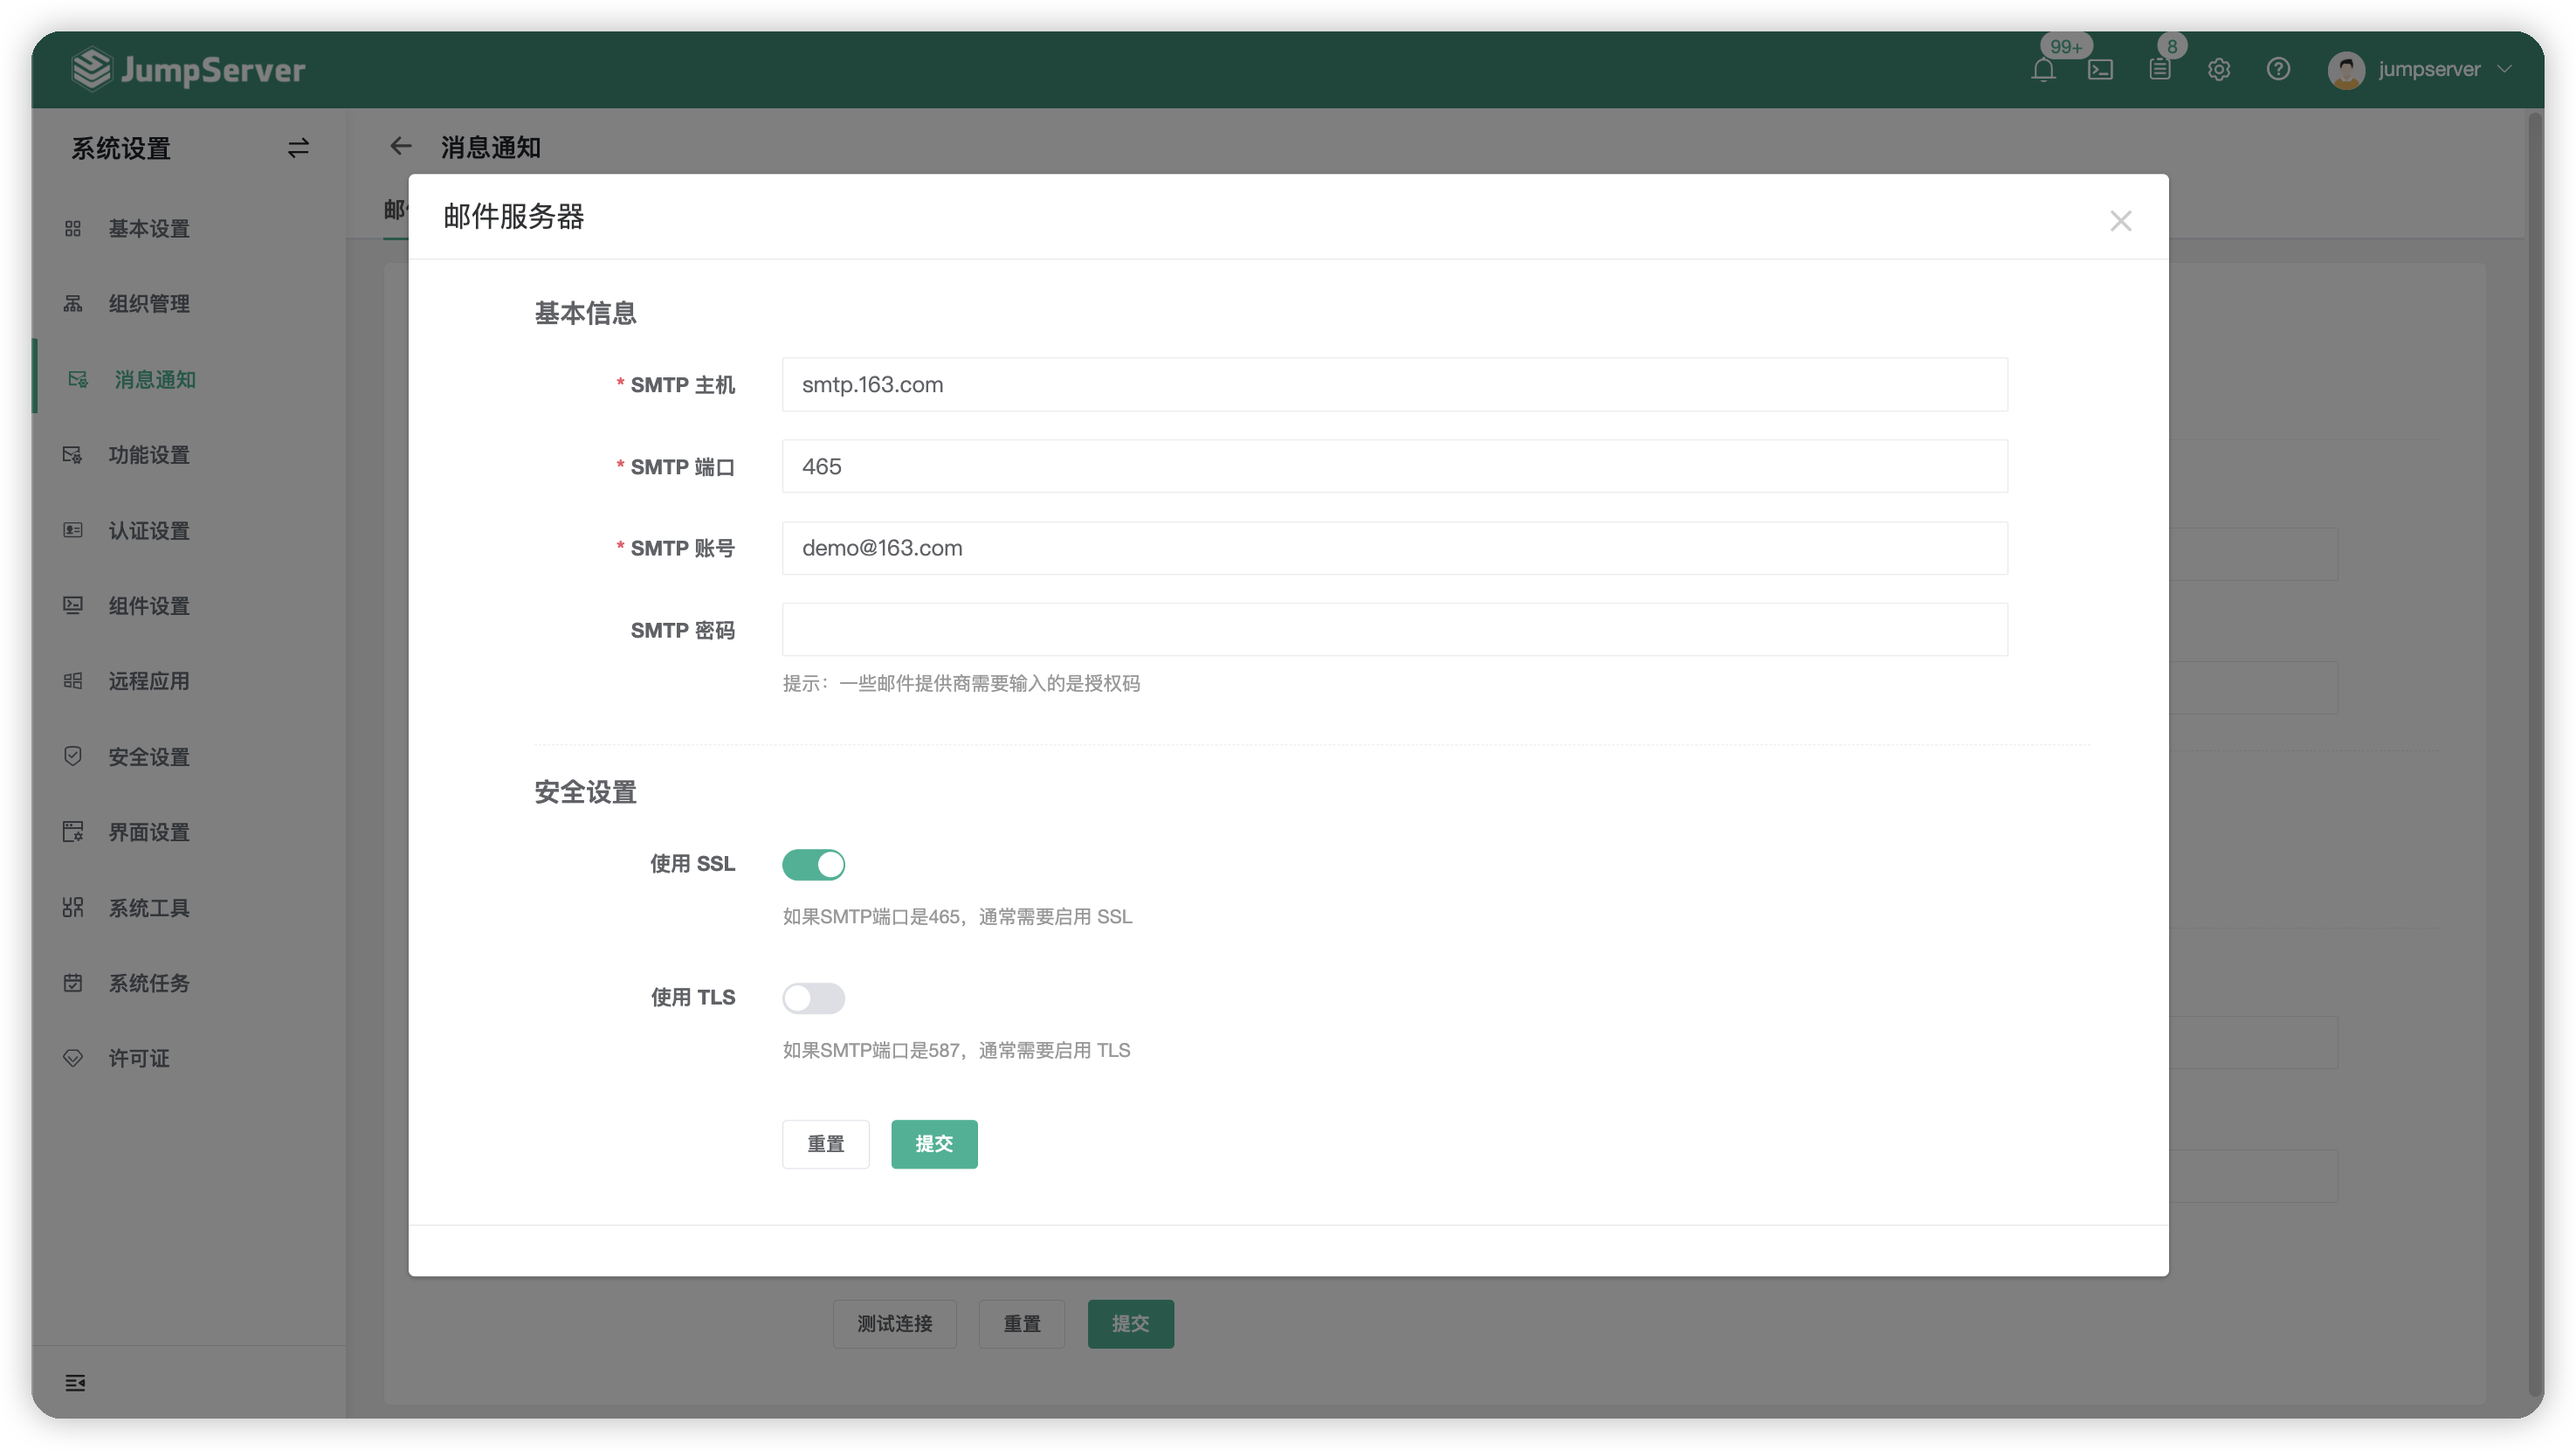 JumpServer
99+
8
jumpserver
系统设置
基本设置
组织管理
消息通知
功能设置
认证设置
组件设置
远程应用
安全设置
界面设置
系统工具
系统任务
许可证
消息通知
邮件服务器
基本信息
* SMTP 主机
smtp.163.com
* SMTP 端口
465
* SMTP 账号
demo@163.com
SMTP 密码
提示：一些邮件提供商需要输入的是授权码
安全设置
使用 SSL
如果SMTP端口是465，通常需要启用 SSL
使用 TLS
如果SMTP端口是587，通常需要启用 TLS
重置 提交
测试连接 重置 提交